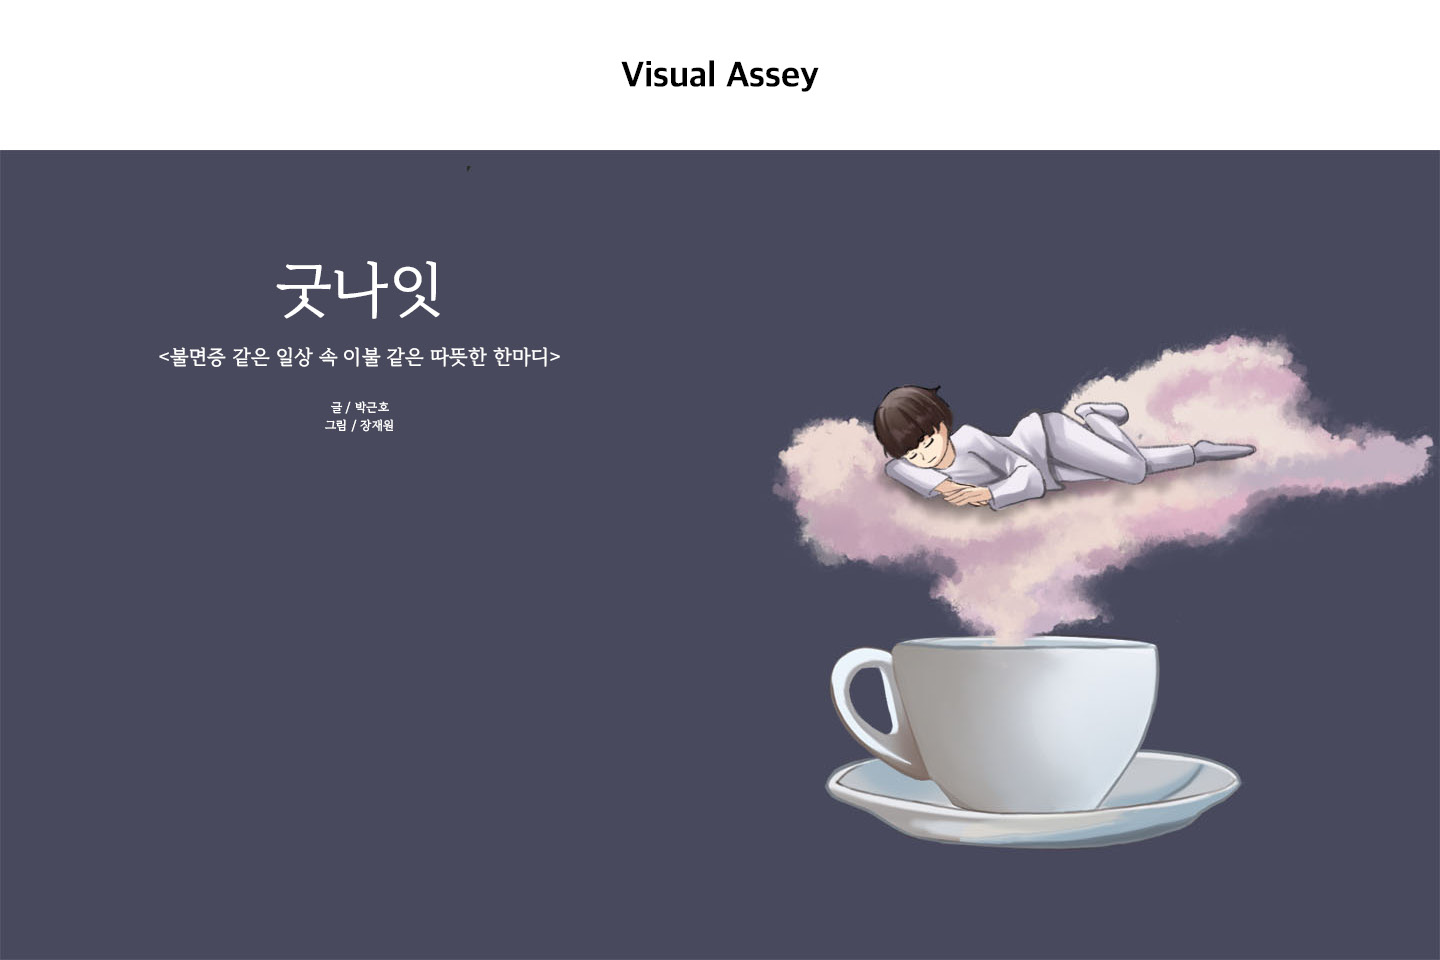 Visual Assey
굿나잇
<불면증 같은 일상 속 이불 같은 따뜻한 한마디>
글 / 박근호
그림 / 장재원